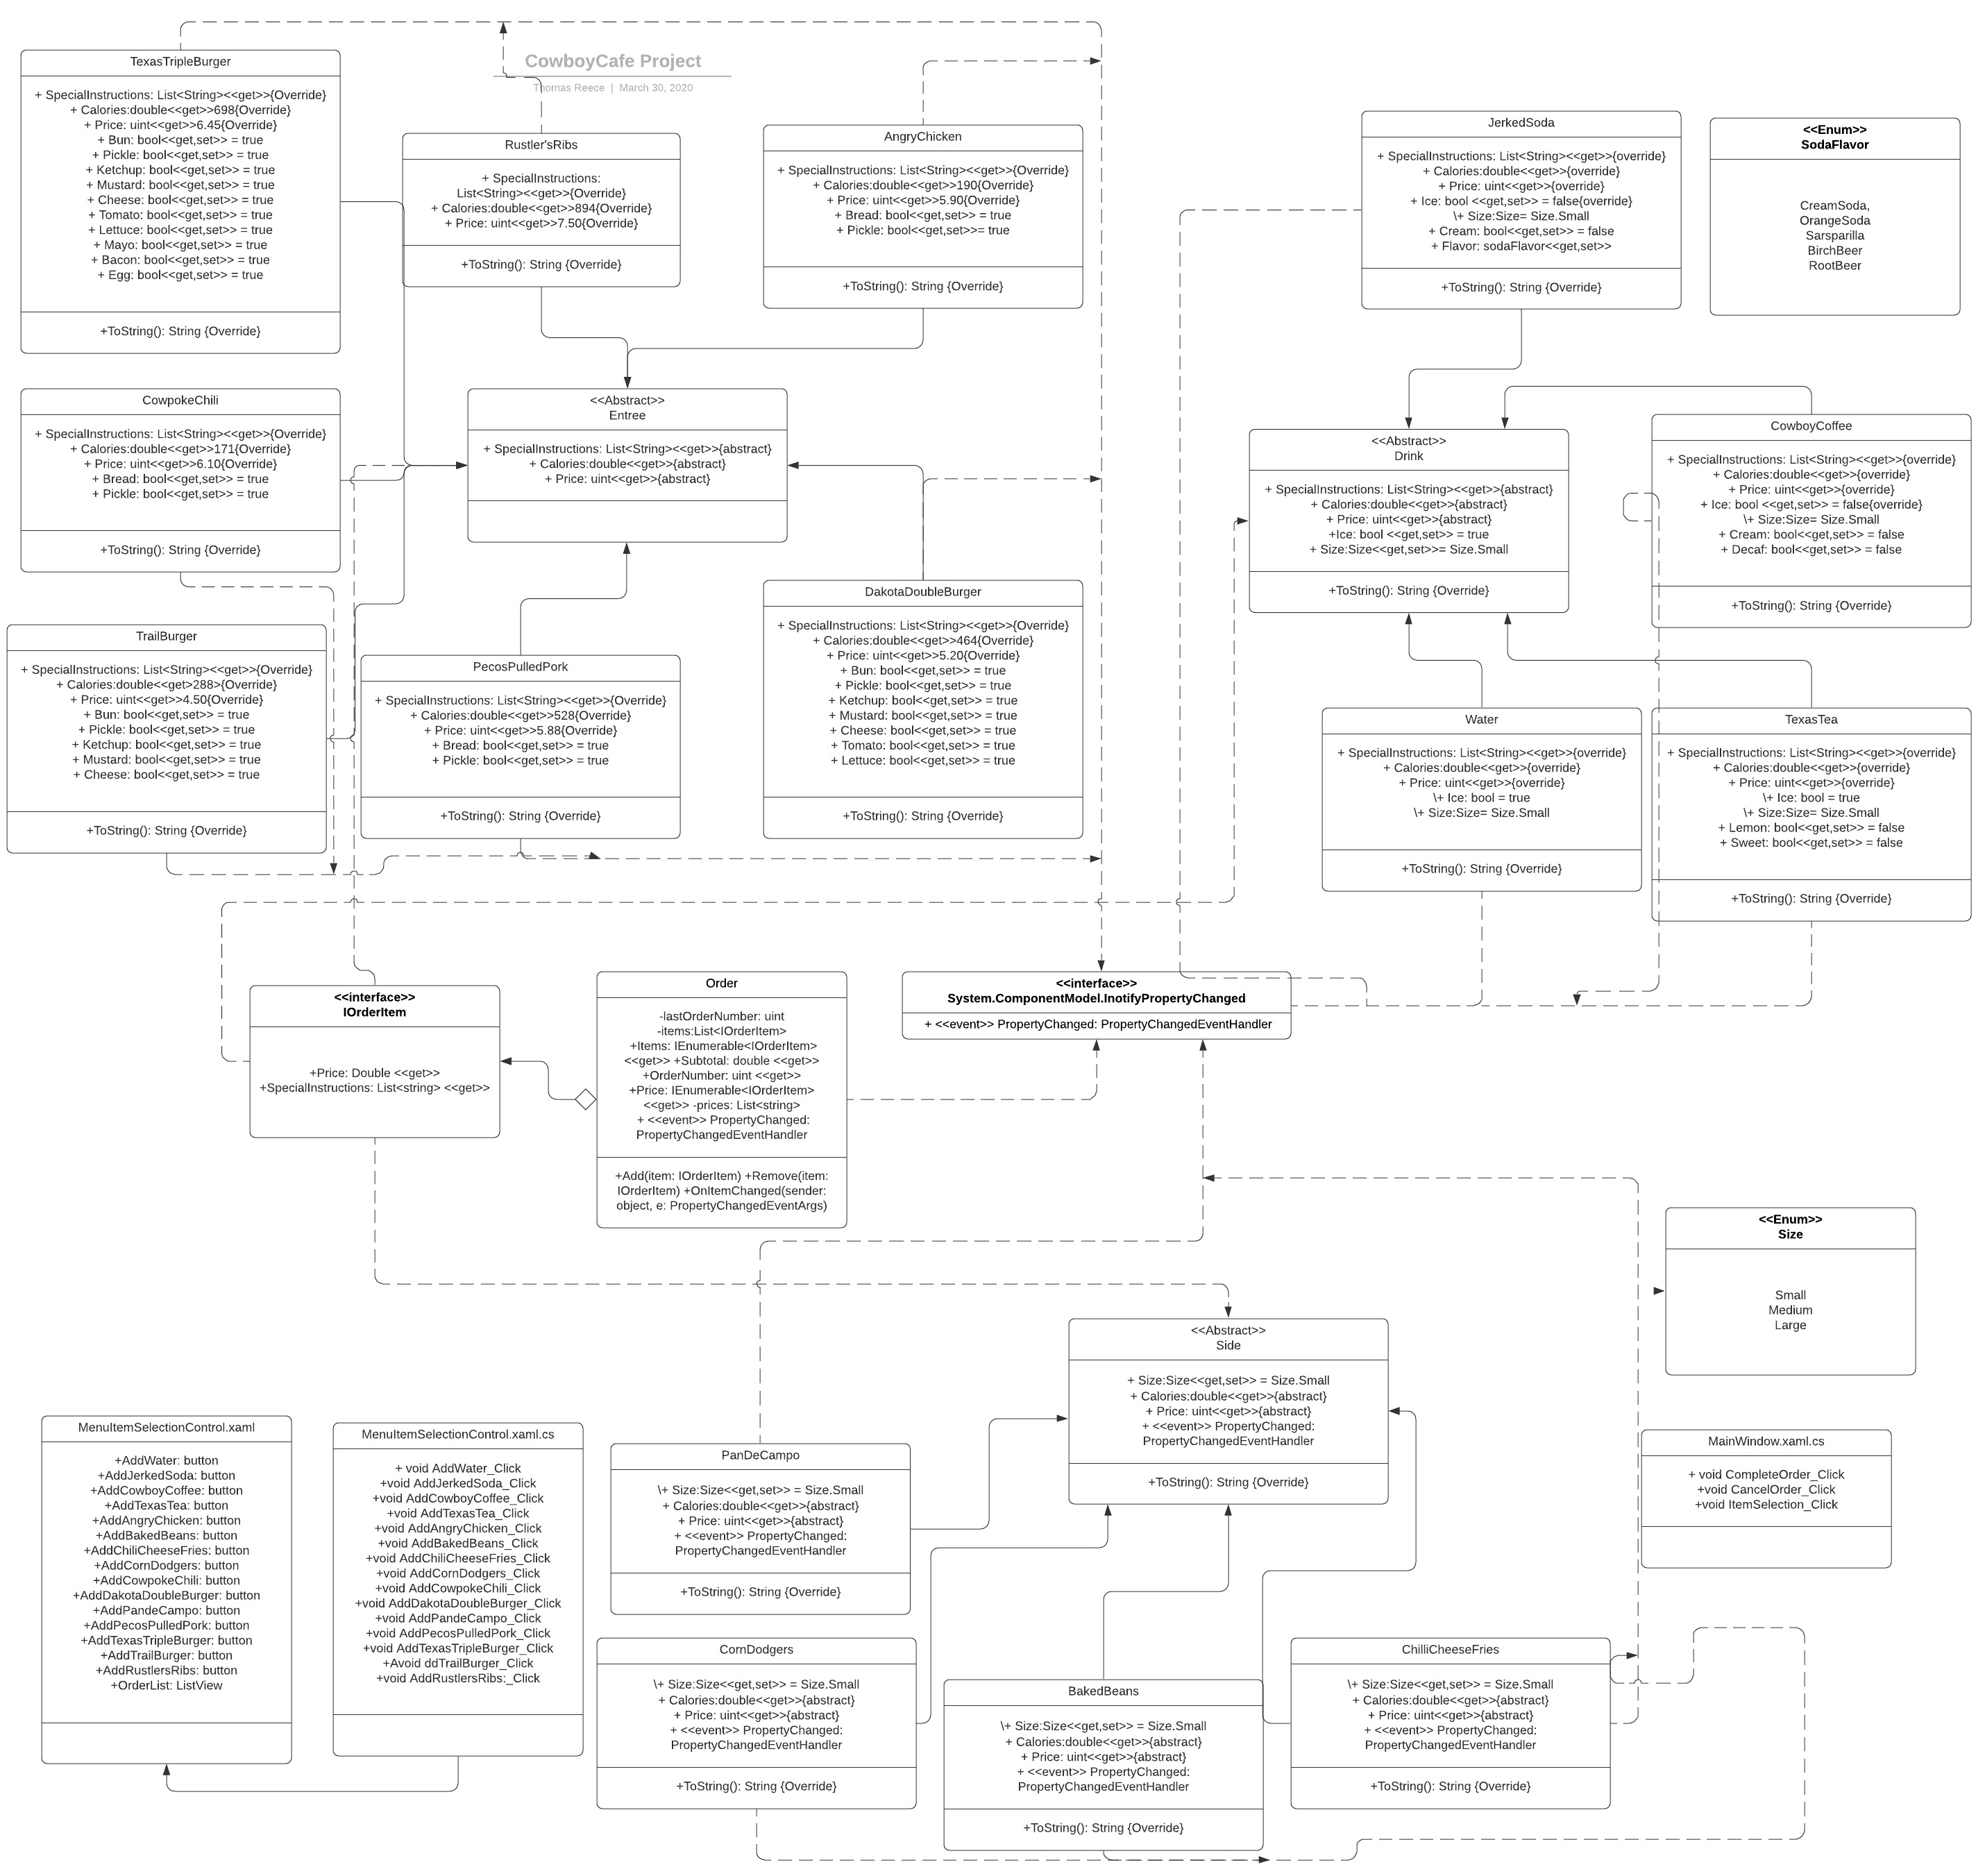 CowboyCafe Project
Thomas Reece | March 30, 2020
TexasTripleBurger
+ SpecialInstructions: List<String><<get>>{Override}
+ Calories:double<<get>>698{Override}
+ Price: uint<<get>>6.45{Override}
+ Bun: bool<<get,set>> = true
+ Pickle: bool<<get,set>> = true
+ Ketchup: bool<<get,set>> = true
+ Mustard: bool<<get,set>> = true
+ Cheese: bool<<get,set>> = true
+ Tomato: bool<<get,set>> = true
+ Lettuce: bool<<get,set>> = true
+ Mayo: bool<<get,set>> = true
+ Bacon: bool<<get,set>> = true
+ Egg: bool<<get,set>> = true
+ToString(): String {Override}
Rustler'sRibs
+ SpecialInstructions:
List<String><<get>>{Override}
+ Calories:double<<get>>894{Override}
+ Price: uint<<get>>7.50{Override}
+ToString(): String {Override}
AngryChicken
+ SpecialInstructions: List<String><<get>>{Override}
+ Calories:double<<get>>190{Override}
+ Price: uint<<get>>5.90{Override}
+ Bread: bool<<get,set>> = true
+ Pickle: bool<<get,set>>= true
+ToString(): String {Override}
JerkedSoda
+ SpecialInstructions: List<String><<get>>{override}
+ Calories:double<<get>>{override}
+ Price: uint<<get>>{override}
+ Ice: bool <<get,set>> = false{override}
\+ Size:Size= Size.Small
+ Cream: bool<<get,set>> = false
+ Flavor: sodaFlavor<<get,set>>
+ToString(): String {Override}
<<Enum>>
SodaFlavor
CreamSoda,
OrangeSoda
Sarsparilla
BirchBeer
RootBeer
CowpokeChili
+ SpecialInstructions: List<String><<get>>{Override}
+ Calories:double<<get>>171{Override}
+ Price: uint<<get>>6.10{Override}
+ Bread: bool<<get,set>> = true
+ Pickle: bool<<get,set>> = true
+ToString(): String {Override}
<<Abstract>>
Entree
+ SpecialInstructions: List<String><<get>>{abstract}
+ Calories:double<<get>>{abstract}
+ Price: uint<<get>>{abstract}
<<Abstract>>
Drink
+ SpecialInstructions: List<String><<get>>{abstract}
+ Calories:double<<get>>{abstract}
+ Price: uint<<get>>{abstract}
+Ice: bool <<get,set>> = true
+ Size:Size<<get,set>>= Size.Small
+ToString(): String {Override}
CowboyCoffee
+ SpecialInstructions: List<String><<get>>{override}
+ Calories:double<<get>>{override}
+ Price: uint<<get>>{override}
+ Ice: bool <<get,set>> = false{override}
\+ Size:Size= Size.Small
+ Cream: bool<<get,set>> = false
+ Decaf: bool<<get,set>> = false
+ToString(): String {Override}
TrailBurger
+ SpecialInstructions: List<String><<get>>{Override}
+ Calories:double<<get>288>{Override}
+ Price: uint<<get>>4.50{Override}
+ Bun: bool<<get,set>> = true
+ Pickle: bool<<get,set>> = true
+ Ketchup: bool<<get,set>> = true
+ Mustard: bool<<get,set>> = true
+ Cheese: bool<<get,set>> = true
+ToString(): String {Override}
PecosPulledPork
+ SpecialInstructions: List<String><<get>>{Override}
+ Calories:double<<get>>528{Override}
+ Price: uint<<get>>5.88{Override}
+ Bread: bool<<get,set>> = true
+ Pickle: bool<<get,set>> = true
+ToString(): String {Override}
DakotaDoubleBurger
+ SpecialInstructions: List<String><<get>>{Override}
+ Calories:double<<get>>464{Override}
+ Price: uint<<get>>5.20{Override}
+ Bun: bool<<get,set>> = true
+ Pickle: bool<<get,set>> = true
+ Ketchup: bool<<get,set>> = true
+ Mustard: bool<<get,set>> = true
+ Cheese: bool<<get,set>> = true
+ Tomato: bool<<get,set>> = true
+ Lettuce: bool<<get,set>> = true
+ToString(): String {Override}
Water
+ SpecialInstructions: List<String><<get>>{override}
+ Calories:double<<get>>{override}
+ Price: uint<<get>>{override}
\+ Ice: bool = true
\+ Size:Size= Size.Small
+ToString(): String {Override}
TexasTea
+ SpecialInstructions: List<String><<get>>{override}
+ Calories:double<<get>>{override}
+ Price: uint<<get>>{override}
\+ Ice: bool = true
\+ Size:Size= Size.Small
+ Lemon: bool<<get,set>> = false
+ Sweet: bool<<get,set>> = false
+ToString(): String {Override}
<<interface>>
IOrderItem
+Price: Double <<get>>
+SpecialInstructions: List<string> <<get>>
Order
-lastOrderNumber: uint
-items:List<IOrderItem>
+Items: IEnumerable<IOrderItem>
<<get>> +Subtotal: double <<get>>
+OrderNumber: uint <<get>>
+Price: IEnumerable<IOrderItem>
<<get>> -prices: List<string>
+ <<event>> PropertyChanged:
PropertyChangedEventHandler
+Add(item: IOrderItem) +Remove(item:
IOrderItem) +OnItemChanged(sender:
object, e: PropertyChangedEventArgs)
<<interface>>
System.ComponentModel.InotifyPropertyChanged
+ <<event>> PropertyChanged: PropertyChangedEventHandler
<<Enum>>
Size
Small
Medium
Large
<<Abstract>>
Side
+ Size:Size<<get,set>> = Size.Small
+ Calories:double<<get>>{abstract}
+ Price: uint<<get>>{abstract}
+ <<event>> PropertyChanged:
PropertyChangedEventHandler
+ToString(): String {Override}
MenuItemSelectionControl.xaml
+AddWater: button
+AddJerkedSoda: button
+AddCowboyCoffee: button
+AddTexasTea: button
+AddAngryChicken: button
+AddBakedBeans: button
+AddChiliCheeseFries: button
+AddCornDodgers: button
+AddCowpokeChili: button
+AddDakotaDoubleBurger: button
+AddPandeCampo: button
+AddPecosPulledPork: button
+AddTexasTripleBurger: button
+AddTrailBurger: button
+AddRustlersRibs: button
+OrderList: ListView
MenuItemSelectionControl.xaml.cs
+ void AddWater_Click
+void AddJerkedSoda_Click
+void AddCowboyCoffee_Click
+void AddTexasTea_Click
+void AddAngryChicken_Click
+void AddBakedBeans_Click
+void AddChiliCheeseFries_Click
+void AddCornDodgers_Click
+void AddCowpokeChili_Click
+void AddDakotaDoubleBurger_Click
+void AddPandeCampo_Click
+void AddPecosPulledPork_Click
+void AddTexasTripleBurger_Click
+Avoid ddTrailBurger_Click
+void AddRustlersRibs:_Click
PanDeCampo
\+ Size:Size<<get,set>> = Size.Small
+ Calories:double<<get>>{abstract}
+ Price: uint<<get>>{abstract}
+ <<event>> PropertyChanged:
PropertyChangedEventHandler
+ToString(): String {Override}
MainWindow.xaml.cs
+ void CompleteOrder_Click
+void CancelOrder_Click
+void ItemSelection_Click
CornDodgers
\+ Size:Size<<get,set>> = Size.Small
+ Calories:double<<get>>{abstract}
+ Price: uint<<get>>{abstract}
+ <<event>> PropertyChanged:
PropertyChangedEventHandler
+ToString(): String {Override}
BakedBeans
\+ Size:Size<<get,set>> = Size.Small
+ Calories:double<<get>>{abstract}
+ Price: uint<<get>>{abstract}
+ <<event>> PropertyChanged:
PropertyChangedEventHandler
+ToString(): String {Override}
ChilliCheeseFries
\+ Size:Size<<get,set>> = Size.Small
+ Calories:double<<get>>{abstract}
+ Price: uint<<get>>{abstract}
+ <<event>> PropertyChanged:
PropertyChangedEventHandler
+ToString(): String {Override}